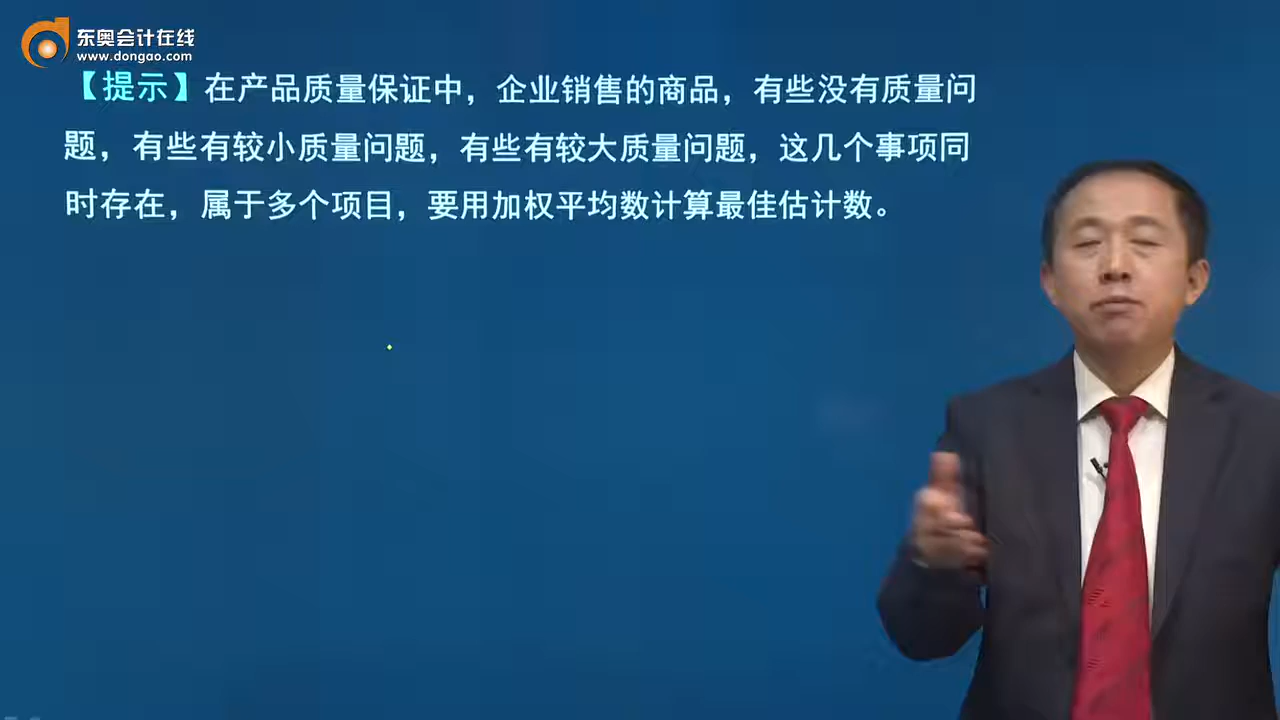 东奥会计在线
www.dongao.com
【提示】在产品质量保证中，企业销售的商品，有些没有质量问
题，有些有较小质量问题，有些有较大质量问题，这几个事项同
时存在，属于多个项目，要用加权平均数计算最佳估计数。